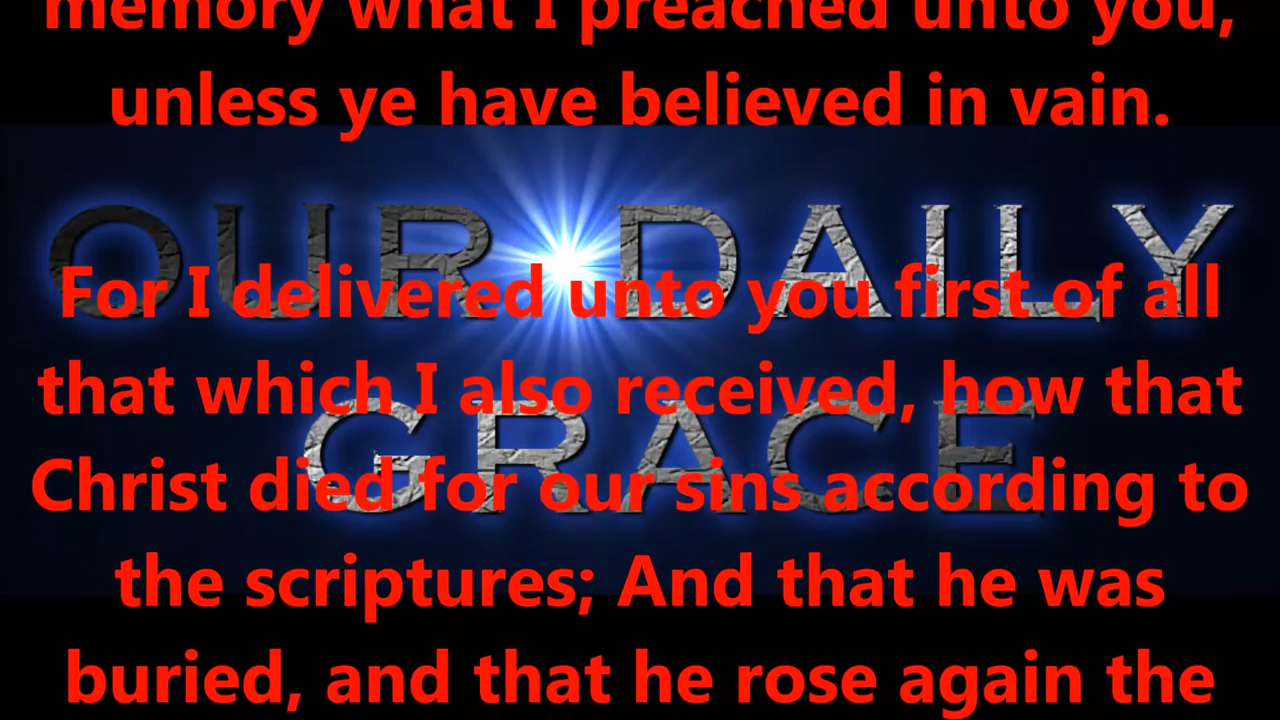 memory what I preached unto you,
unless ye have believed in vain.
OUR DAILY
For I delivered unto you first of all
that which I also received, how that
GRACE
Christ died for our sins according to
the scriptures; And that he was
buried, and that he rose again the